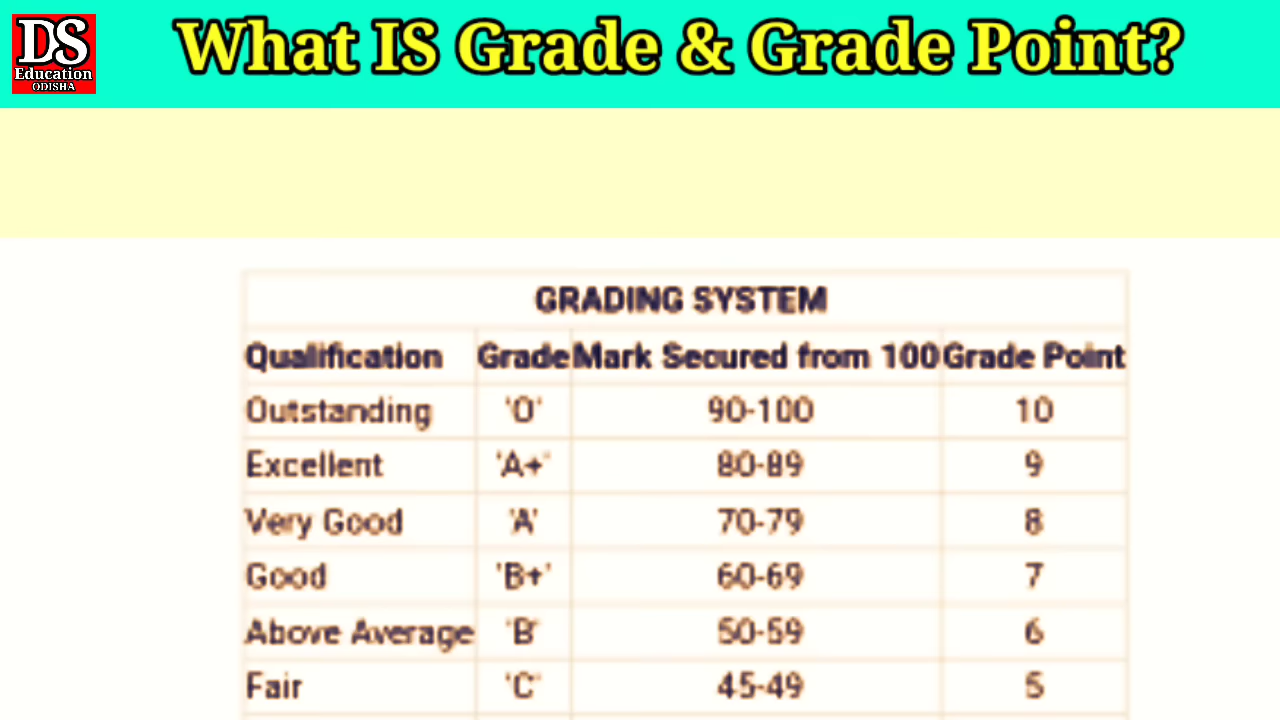 DS
Education
ODISHA
What IS Grade & Grade Point?
GRADING SYSTEM
Qualification Grade Mark Secured from 100 Grade Point
Outstanding 'O' 90-100 10
Excellent 'A+' 80-89 9
Very Good 'A' 70-79 8
Good 'B+' 60-69 7
Above Average 'B' 50-59 6
Fair 'C' 45-49 5